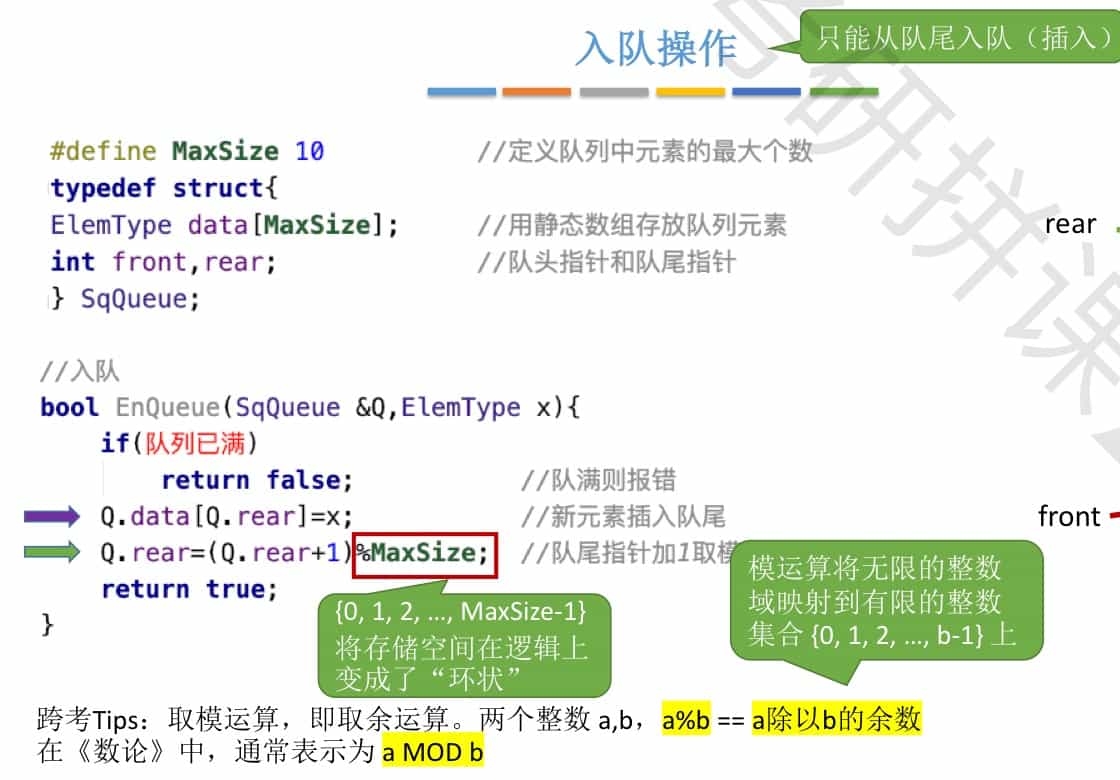 入队操作
只能从队尾入队（插入）
#define MaxSize 10 //定义队列中元素的最大个数
typedef struct{
ElemType data[MaxSize]; //用静态数组存放队列元素
int front,rear; //队头指针和队尾指针
} SqQueue;
rear
//入队
bool EnQueue(SqQueue &Q,ElemType x){
if(队列已满)
return false; //队满则报错
Q.data[Q.rear]=x; //新元素插入队尾
front
Q.rear=(Q.rear+1)%MaxSize; //队尾指针加1取模
return true;
}
{0, 1, 2, …, MaxSize-1}
将存储空间在逻辑上
变成了“环状”
模运算将无限的整数
域映射到有限的整数
集合 {0, 1, 2, …, b-1} 上
跨考Tips：取模运算，即取余运算。两个整数 a,b，a%b == a除以b的余数
在《数论》中，通常表示为 a MOD b
研拼课